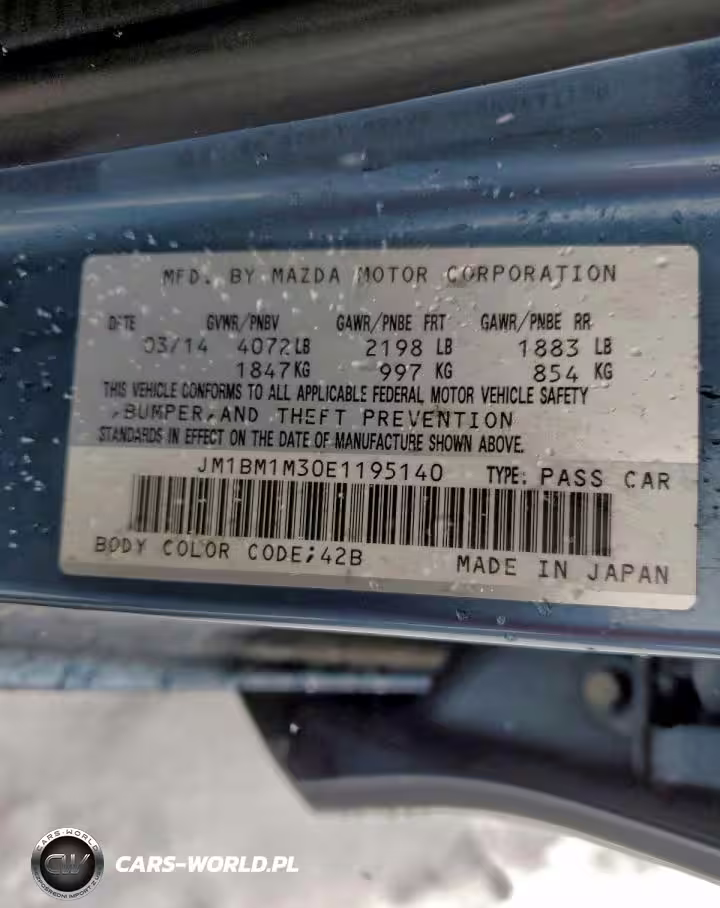 MFD. BY MAZDA MOTOR CORPORATION
DATE GVWR/PNBV GAWR/PNBE FRT GAWR/PNBE RR
03/14 4072 LB 2198 LB 1883 LB
1847 KG 997 KG 854 KG
THIS VEHICLE CONFORMS TO ALL APPLICABLE FEDERAL MOTOR VEHICLE SAFETY
,BUMPER,AND THEFT PREVENTION
STANDARDS IN EFFECT ON THE DATE OF MANUFACTURE SHOWN ABOVE.
JM1BM1M30E1195140 TYPE: PASS CAR
BODY COLOR CODE;42B MADE IN JAPAN
CARS-WORLD
CW
CARS-WORLD.PL